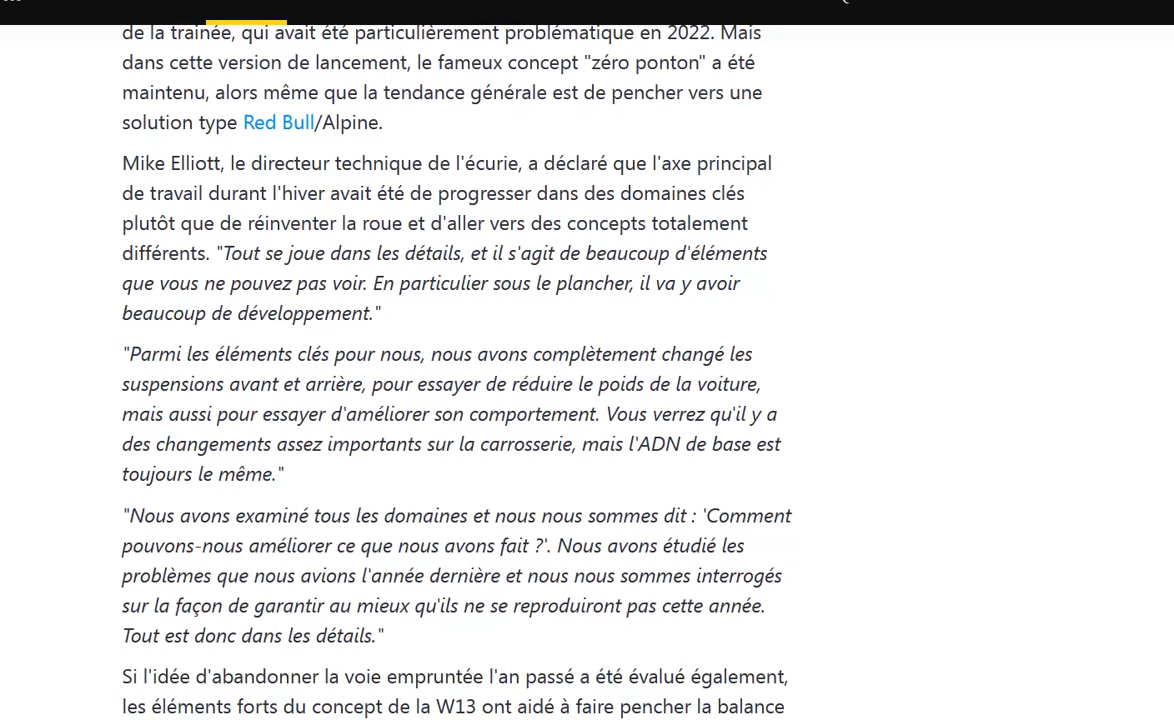 de la traînée, qui avait été particulièrement problématique en 2022. Mais
dans cette version de lancement, le fameux concept "zéro ponton" a été
maintenu, alors même que la tendance générale est de pencher vers une
solution type Red Bull/Alpine.
Mike Elliott, le directeur technique de l'écurie, a déclaré que l'axe principal
de travail durant l'hiver avait été de progresser dans des domaines clés
plutôt que de réinventer la roue et d'aller vers des concepts totalement
différents. "Tout se joue dans les détails, et il s'agit de beaucoup d'éléments
que vous ne pouvez pas voir. En particulier sous le plancher, il va y avoir
beaucoup de développement."
"Parmi les éléments clés pour nous, nous avons complètement changé les
suspensions avant et arrière, pour essayer de réduire le poids de la voiture,
mais aussi pour essayer d'améliorer son comportement. Vous verrez qu'il y a
des changements assez importants sur la carrosserie, mais l'ADN de base est
toujours le même."
"Nous avons examiné tous les domaines et nous nous sommes dit : 'Comment
pouvons-nous améliorer ce que nous avons fait ?'. Nous avons étudié les
problèmes que nous avions l'année dernière et nous nous sommes interrogés
sur la façon de garantir au mieux qu'ils ne se reproduiront pas cette année.
Tout est donc dans les détails."
Si l'idée d'abandonner la voie empruntée l'an passé a été évalué également,
les éléments forts du concept de la W13 ont aidé à faire pencher la balance